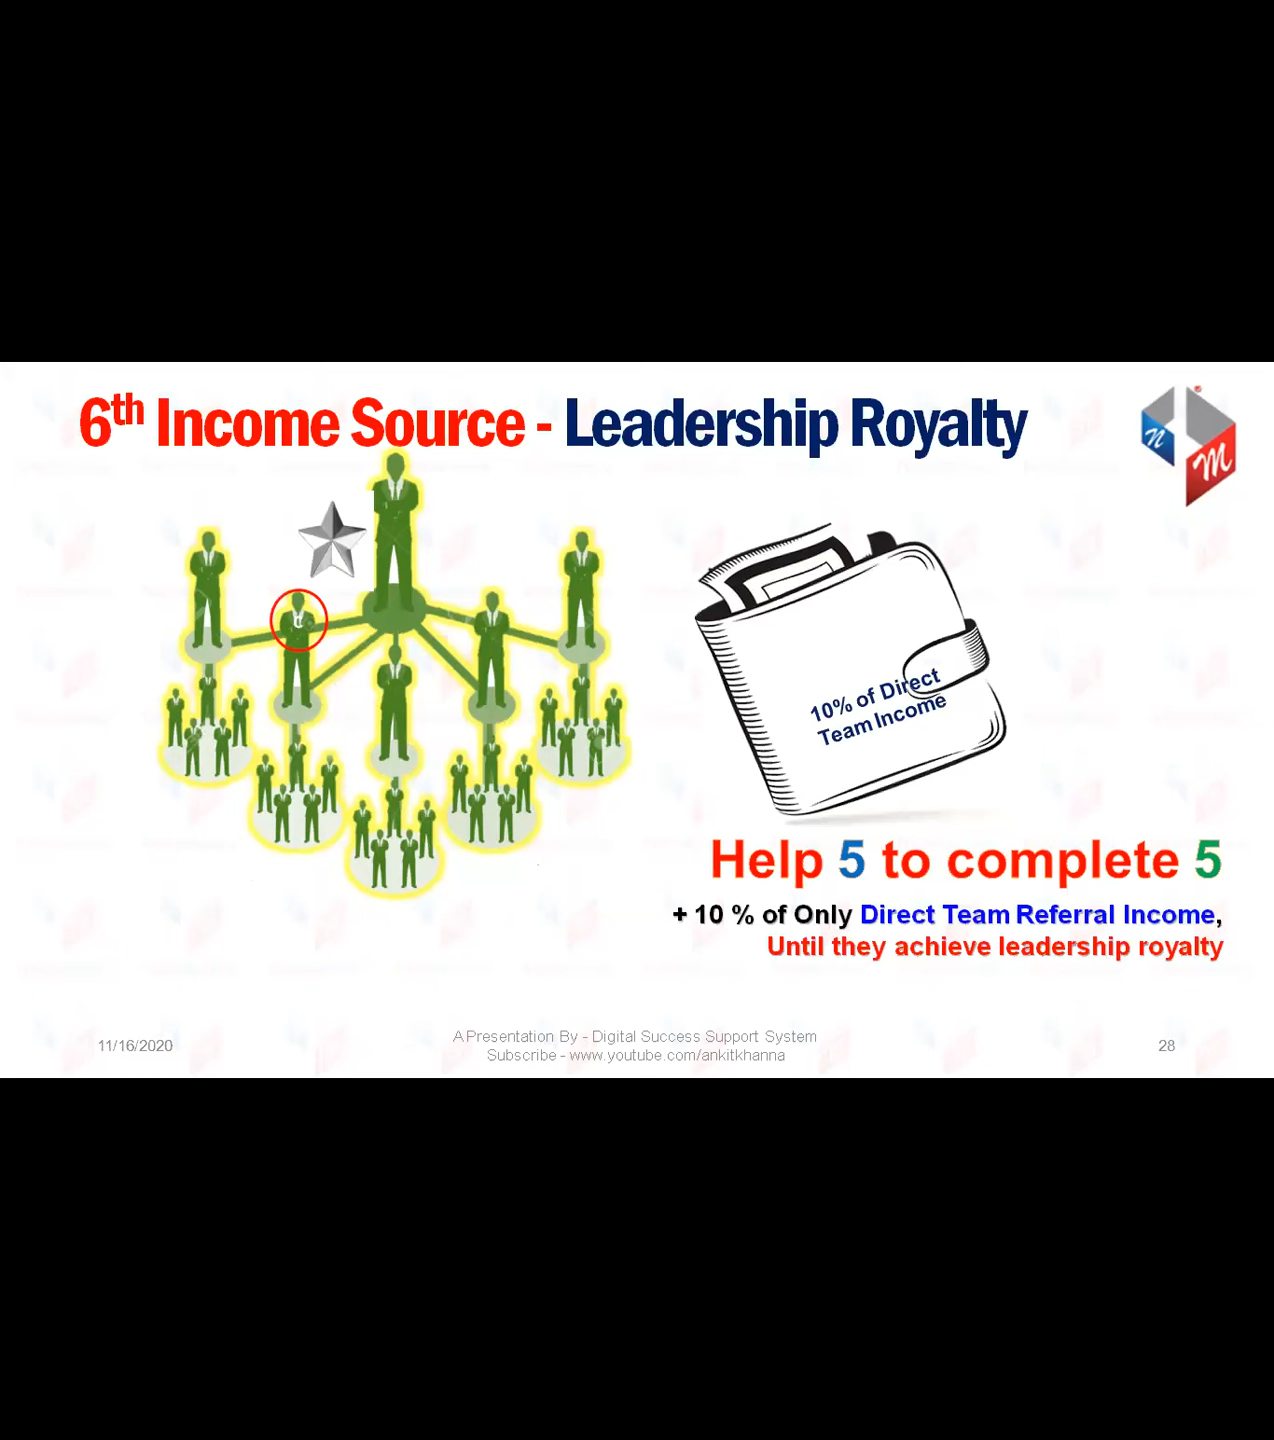 6th Income Source - Leadership Royalty
n
m
10% of Direct
Team Income
Help 5 to complete 5
+ 10 % of Only Direct Team Referral Income,
Until they achieve leadership royalty
11/16/2020
A Presentation By - Digital Success Support System
Subscribe - www.youtube.com/ankitkhanna
28